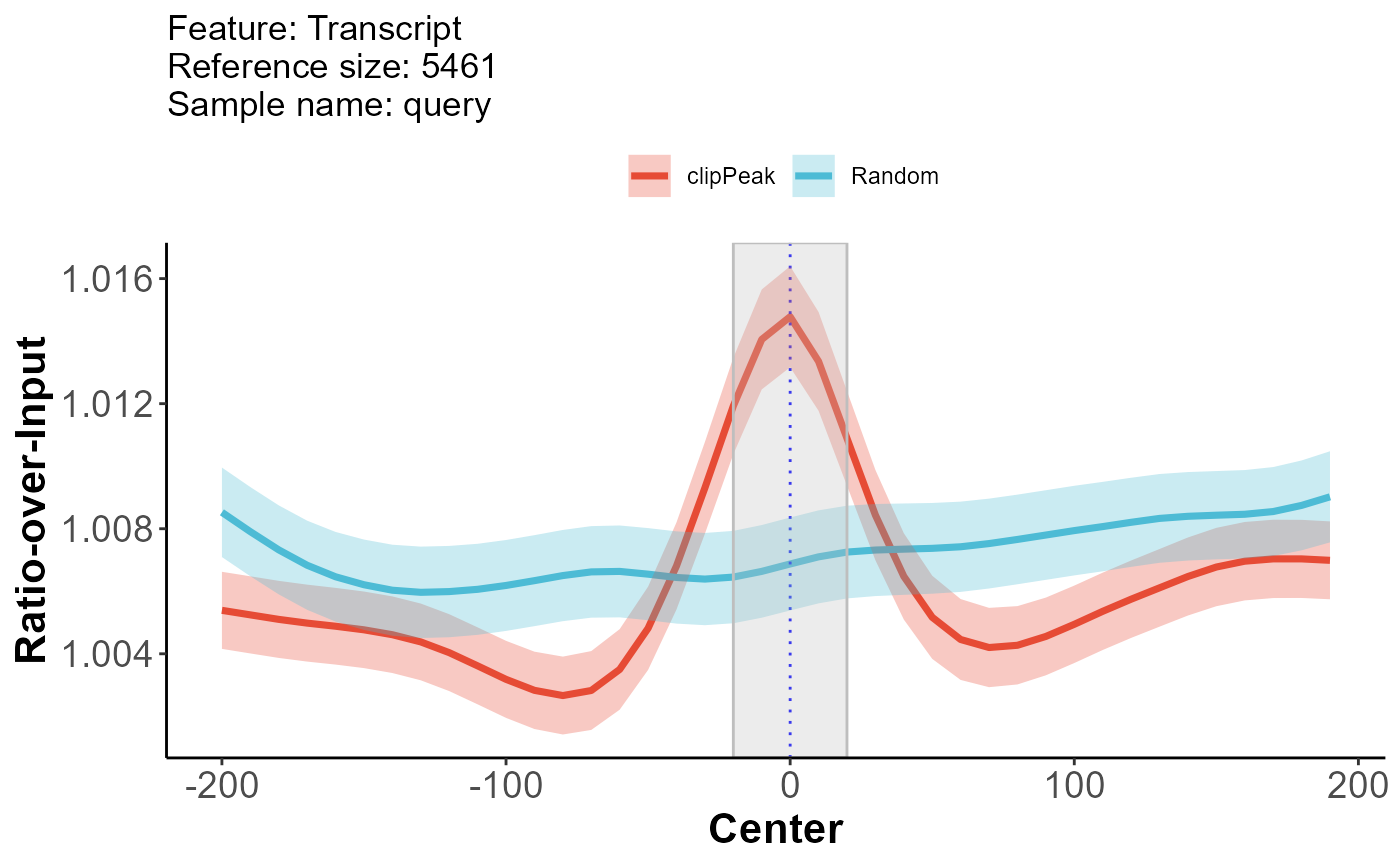 Feature: Transcript
Reference size: 5461
Sample name: query
clipPeak Random
Ratio-over-Input
1.016
1.012
1.008
1.004
-200 -100 0 100 200
Center